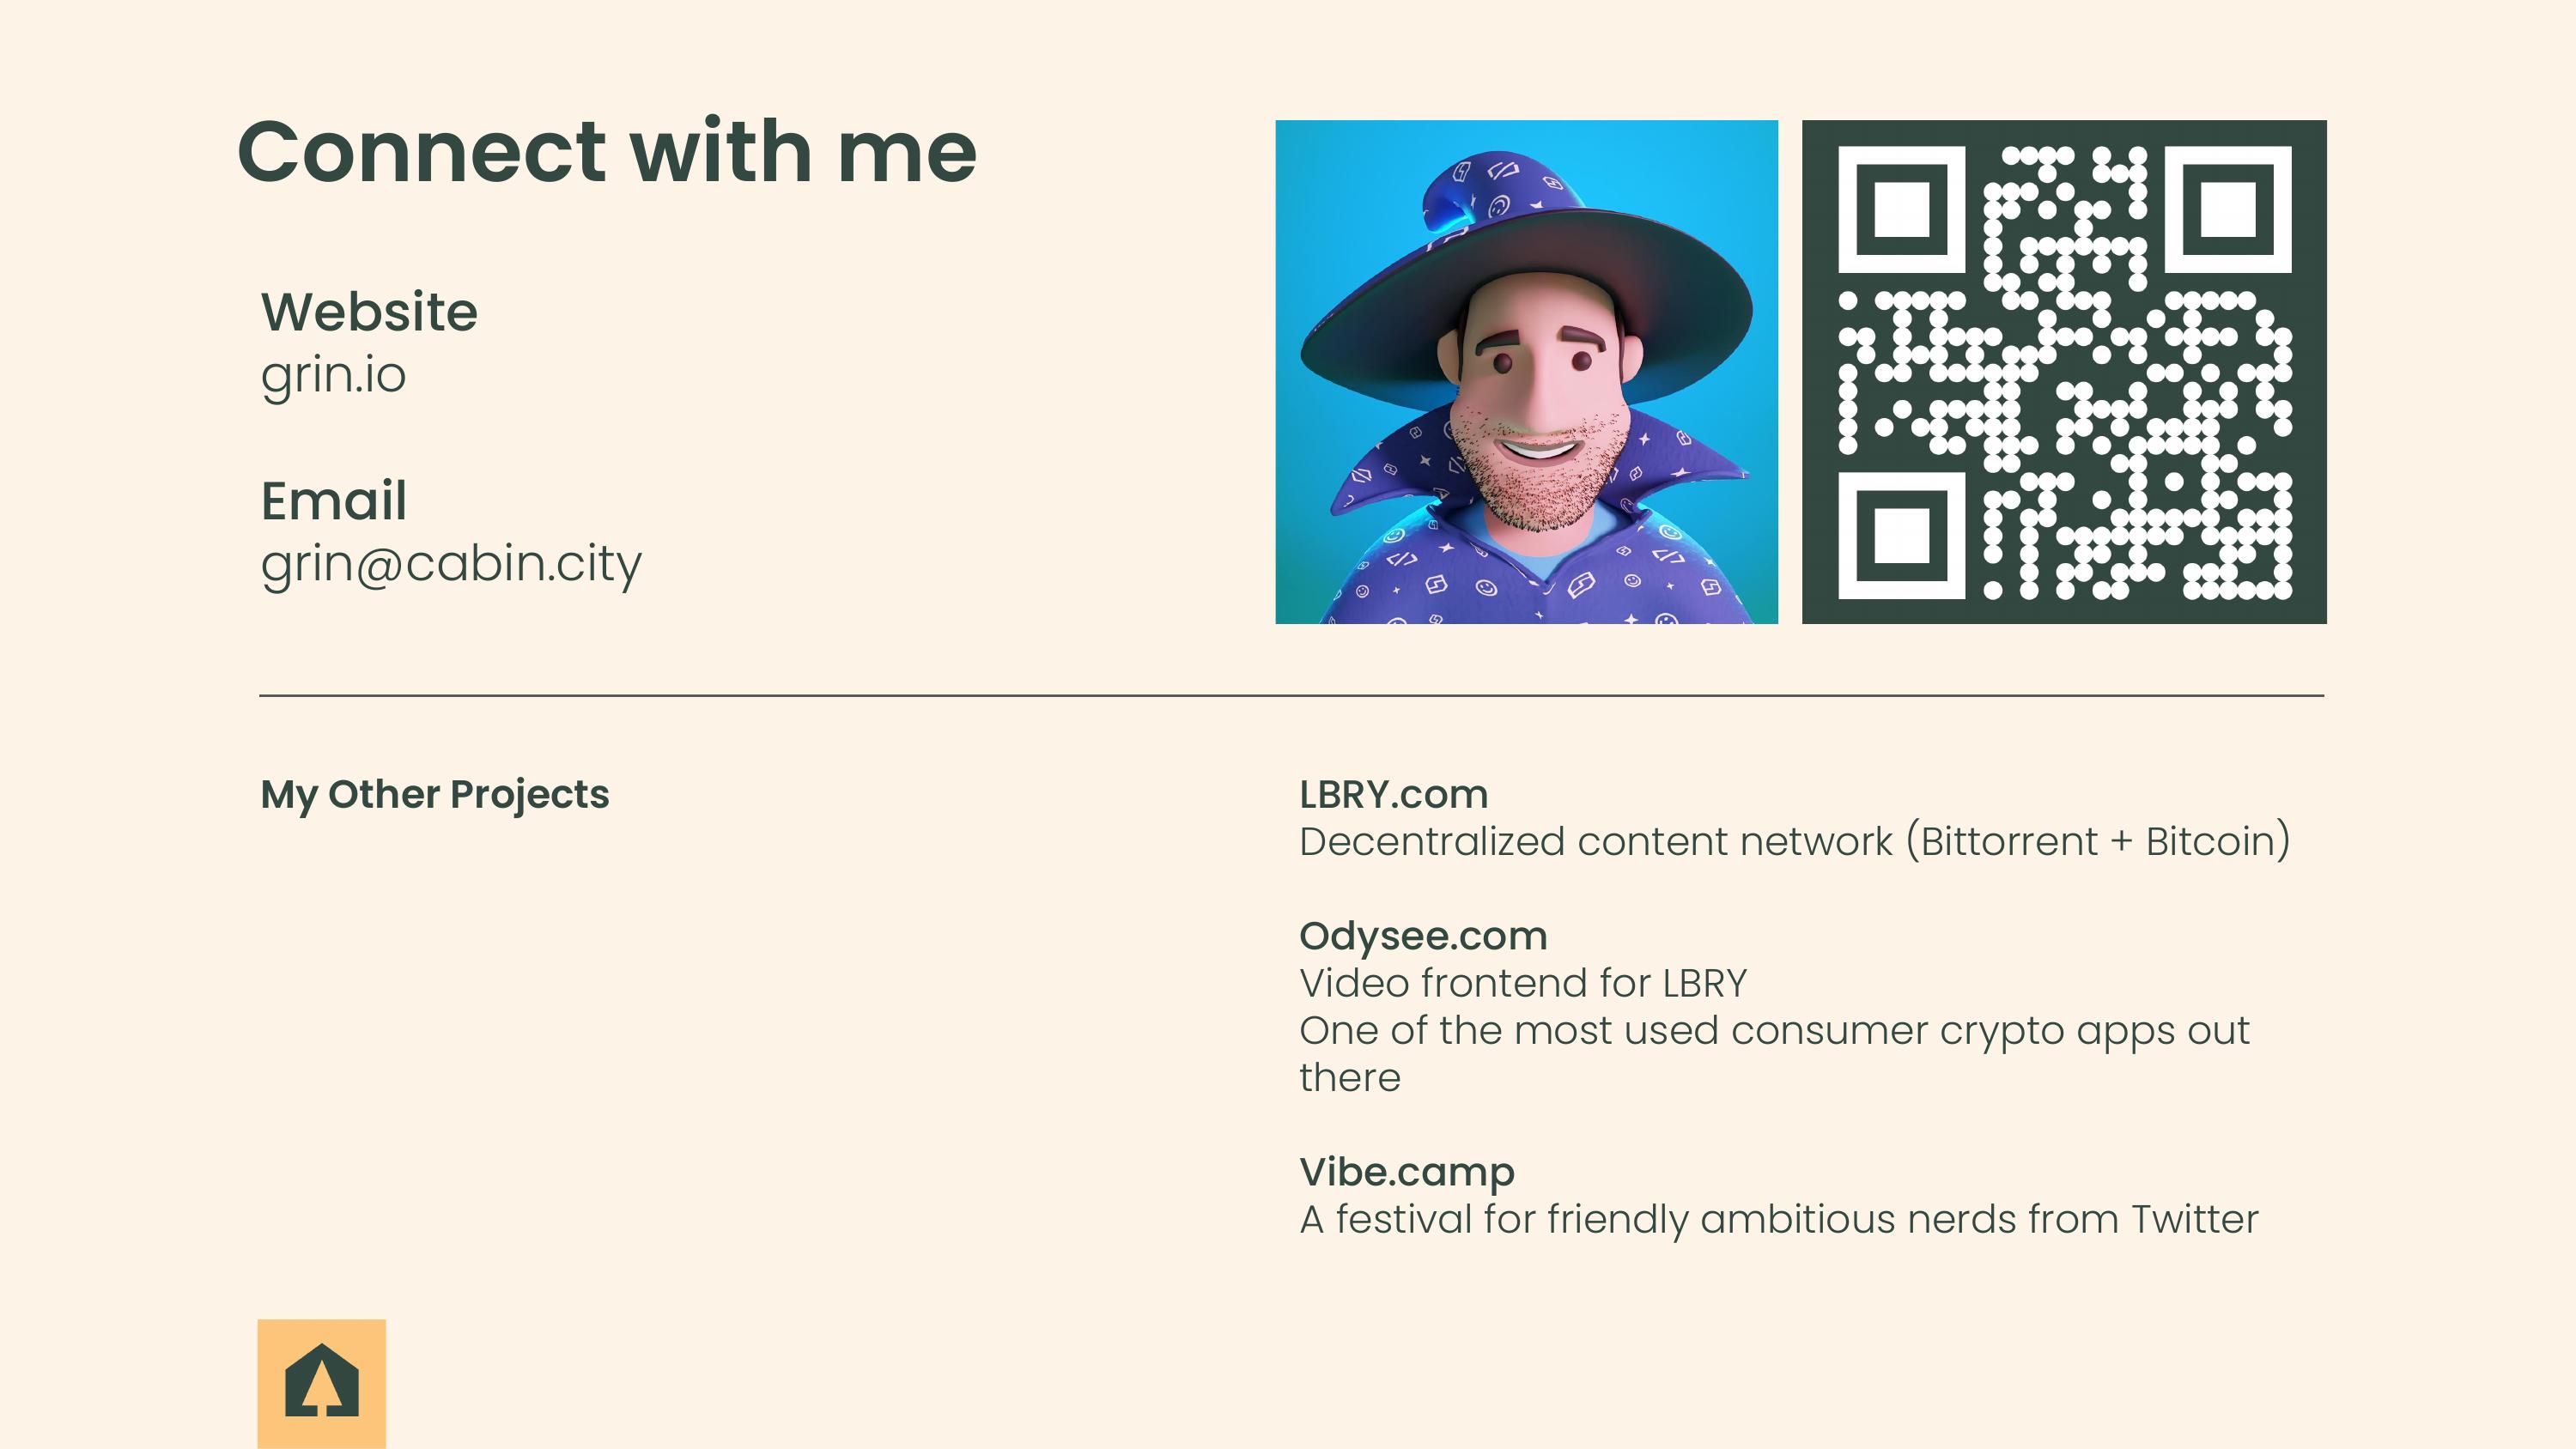 Connect with me
Website
grin.io
Email
grin@cabin.city
My Other Projects
LBRY.com
Decentralized content network (Bittorrent + Bitcoin)
Odysee.com
Video frontend for LBRY
One of the most used consumer crypto apps out
there
Vibe.camp
A festival for friendly ambitious nerds from Twitter